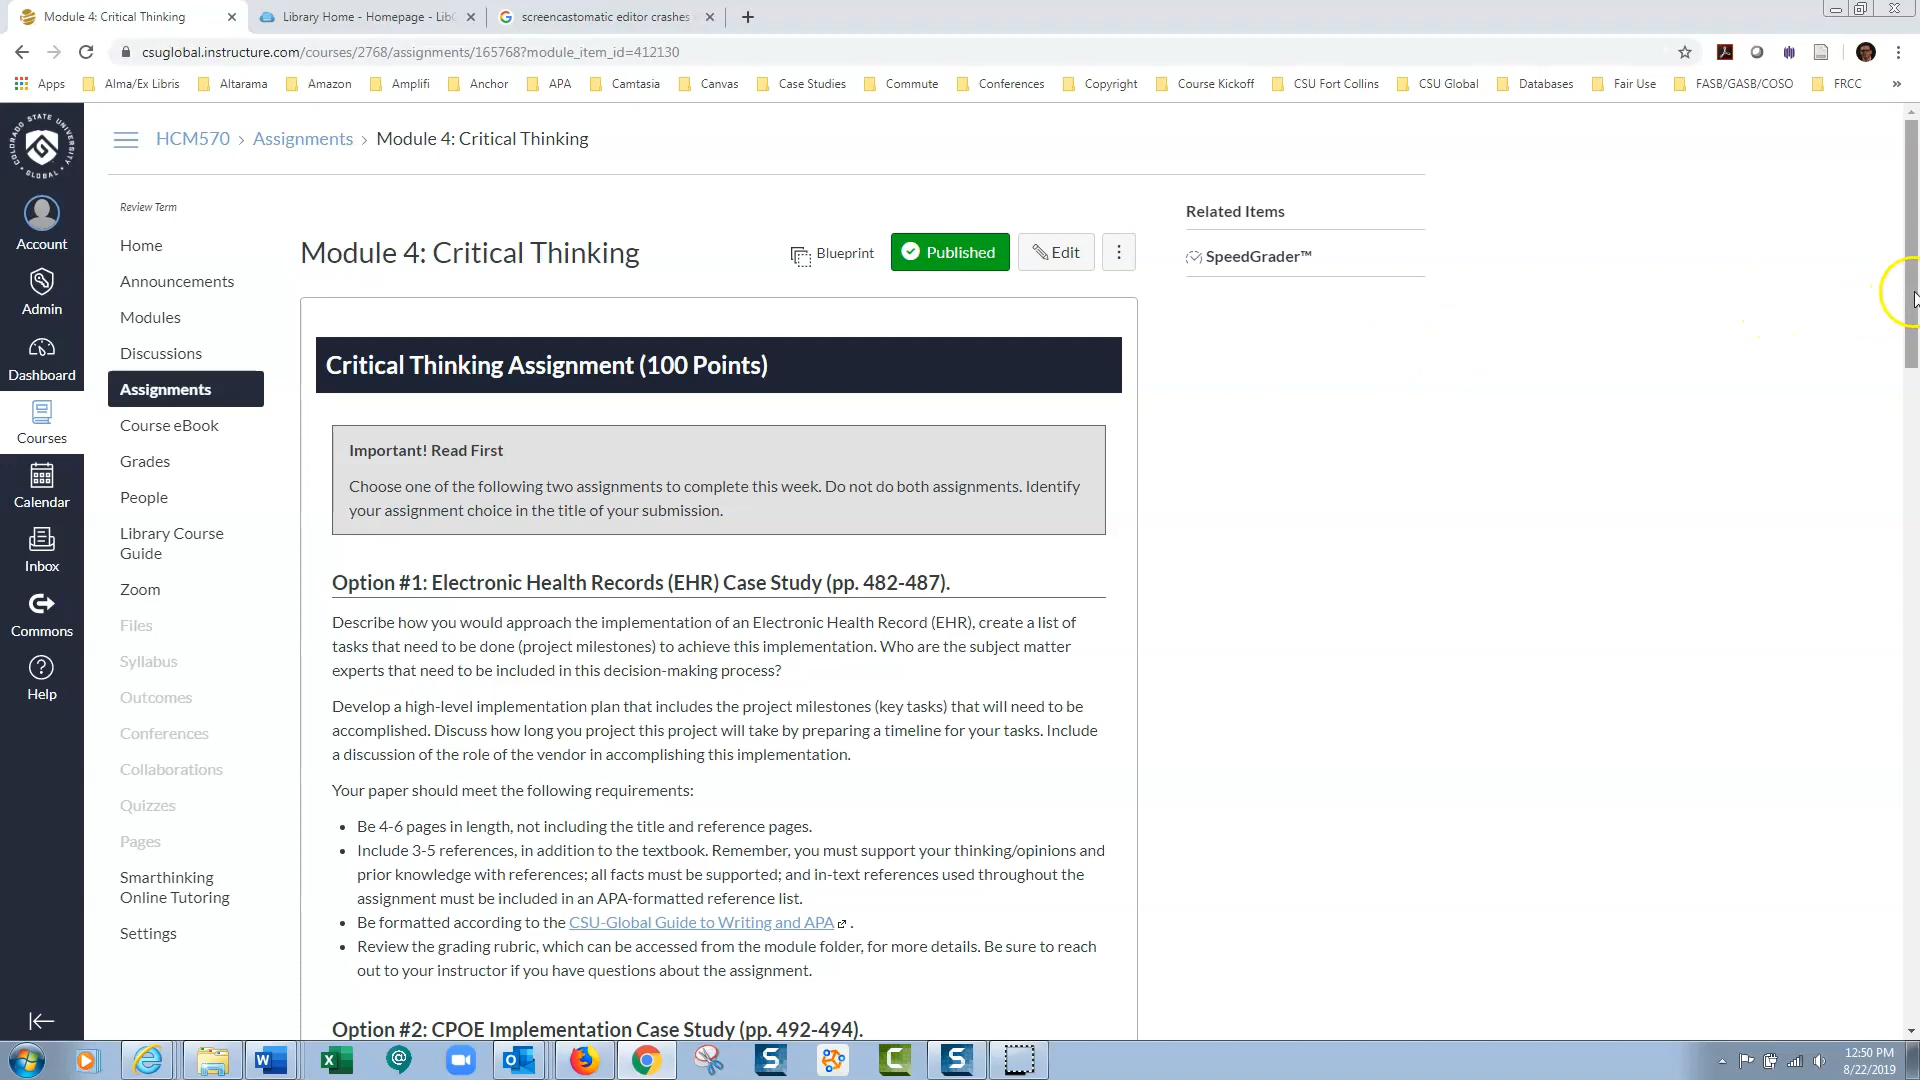 Module 4: Critical Thinking
Library Home - Homepage - LibG
screencastomatic editor crashes
csuglobal.instructure.com/courses/2768/assignments/165768?module_item_id=412130
Apps Alma/Ex Libris Altarama Amazon Amplifi Anchor APA Camtasia Canvas Case Studies Commute Conferences Copyright Course Kickoff CSU Fort Collins CSU Global Databases Fair Use FASB/GASB/COSO FRCC »
COLORADO STATE UNIVERSITY
GLOBAL
Account
Admin
Dashboard
Courses
Calendar
Inbox
Commons
Help
HCM570 › Assignments › Module 4: Critical Thinking
Review Term
Home
Announcements
Modules
Discussions
Assignments
Course eBook
Grades
People
Library Course
Guide
Zoom
Files
Syllabus
Outcomes
Conferences
Collaborations
Quizzes
Pages
Smarthinking
Online Tutoring
Settings
Module 4: Critical Thinking
Blueprint
Published
Edit
Related Items
SpeedGrader™
Critical Thinking Assignment (100 Points)
Important! Read First
Choose one of the following two assignments to complete this week. Do not do both assignments. Identify
your assignment choice in the title of your submission.
Option #1: Electronic Health Records (EHR) Case Study (pp. 482-487).
Describe how you would approach the implementation of an Electronic Health Record (EHR), create a list of
tasks that need to be done (project milestones) to achieve this implementation. Who are the subject matter
experts that need to be included in this decision-making process?
Develop a high-level implementation plan that includes the project milestones (key tasks) that will need to be
accomplished. Discuss how long you project this project will take by preparing a timeline for your tasks. Include
a discussion of the role of the vendor in accomplishing this implementation.
Your paper should meet the following requirements:
• Be 4-6 pages in length, not including the title and reference pages.
• Include 3-5 references, in addition to the textbook. Remember, you must support your thinking/opinions and
prior knowledge with references; all facts must be supported; and in-text references used throughout the
assignment must be included in an APA-formatted reference list.
• Be formatted according to the CSU-Global Guide to Writing and APA .
• Review the grading rubric, which can be accessed from the module folder, for more details. Be sure to reach
out to your instructor if you have questions about the assignment.
Option #2: CPOE Implementation Case Study (pp. 492-494).
12:50 PM
8/22/2019